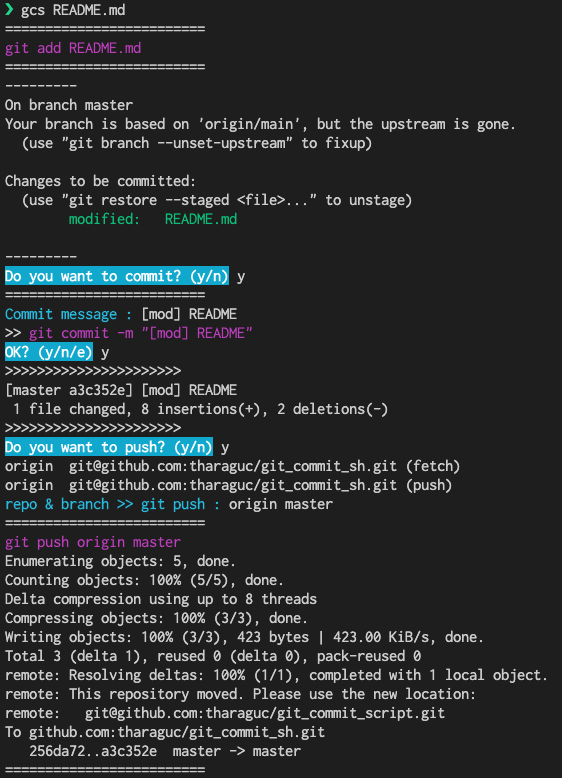 ❯ gcs README.md
=========================
git add README.md
=========================
---------
On branch master
Your branch is based on 'origin/main', but the upstream is gone.
  (use "git branch --unset-upstream" to fixup)

Changes to be committed:
  (use "git restore --staged <file>..." to unstage)
        modified:   README.md

---------
Do you want to commit? (y/n) y
=========================
Commit message : [mod] README
>> git commit -m "[mod] README"
OK? (y/n/e) y
>>>>>>>>>>>>>>>>>>>>>>
[master a3c352e] [mod] README
 1 file changed, 8 insertions(+), 2 deletions(-)
>>>>>>>>>>>>>>>>>>>>>>
Do you want to push? (y/n) y
origin  git@github.com:tharaguc/git_commit_sh.git (fetch)
origin  git@github.com:tharaguc/git_commit_sh.git (push)
repo & branch >> git push : origin master
=========================
git push origin master
Enumerating objects: 5, done.
Counting objects: 100% (5/5), done.
Delta compression using up to 8 threads
Compressing objects: 100% (3/3), done.
Writing objects: 100% (3/3), 423 bytes | 423.00 KiB/s, done.
Total 3 (delta 1), reused 0 (delta 0), pack-reused 0
remote: Resolving deltas: 100% (1/1), completed with 1 local object.
remote: This repository moved. Please use the new location:
remote:   git@github.com:tharaguc/git_commit_script.git
To github.com:tharaguc/git_commit_sh.git
   256da72..a3c352e  master -> master
=========================